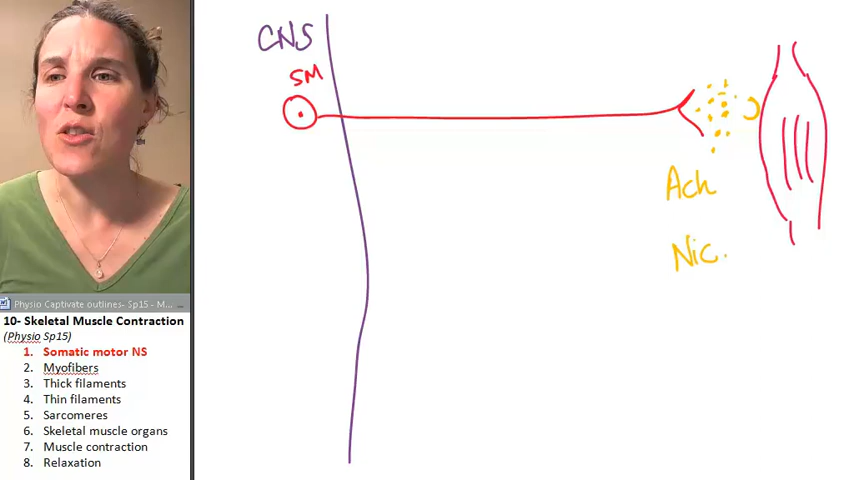 CNS
SM
Ach
Nic.
Physio Captivate outlines- Sp15 - M...
10- Skeletal Muscle Contraction
(Physio Sp15)
1. Somatic motor NS
2. Myofibers
3. Thick filaments
4. Thin filaments
5. Sarcomeres
6. Skeletal muscle organs
7. Muscle contraction
8. Relaxation